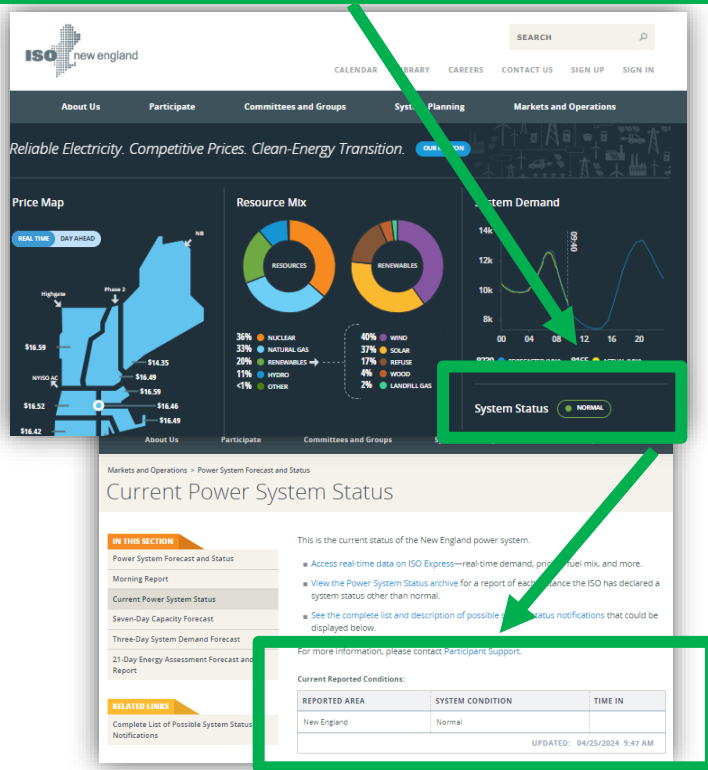 ISO new england
SEARCH
CALENDAR LIBRARY CAREERS CONTACT US SIGN UP SIGN IN
About Us Participate Committees and Groups System Planning Markets and Operations
Reliable Electricity. Competitive Prices. Clean-Energy Transition.
Price Map
REAL TIME DAY AHEAD
NB
Highgate
Phase 2
$16.59
$14.35
NYISO AC
$16.49
$16.59
$16.52
$16.46
$16.49
$16.42
Resource Mix
RESOURCES
RENEWABLES
36% NUCLEAR
33% NATURAL GAS
20% RENEWABLES
11% HYDRO
<1% OTHER
40% WIND
37% SOLAR
17% REFUSE
4% WOOD
2% LANDFILL GAS
System Demand
14k
12k
10k
8k
09:40
00 04 08 12 16 20
System Status NORMAL
About Us Participate Committees and Groups
Markets and Operations > Power System Forecast and Status
Current Power System Status
IN THIS SECTION
Power System Forecast and Status
Morning Report
Current Power System Status
Seven-Day Capacity Forecast
Three-Day System Demand Forecast
21-Day Energy Assessment Forecast and
Report
RELATED LINKS
Complete List of Possible System Status
Notifications
This is the current status of the New England power system.
Access real-time data on ISO Express—real-time demand, fuel mix, and more.
View the Power System Status archive for a report of each instance the ISO has declared a
system status other than normal.
See the complete list and description of possible status notifications that could be
displayed below.
For more information, please contact Participant Support.
Current Reported Conditions:
REPORTED AREA SYSTEM CONDITION TIME IN
New England Normal
UPDATED: 04/25/2024 9:47 AM